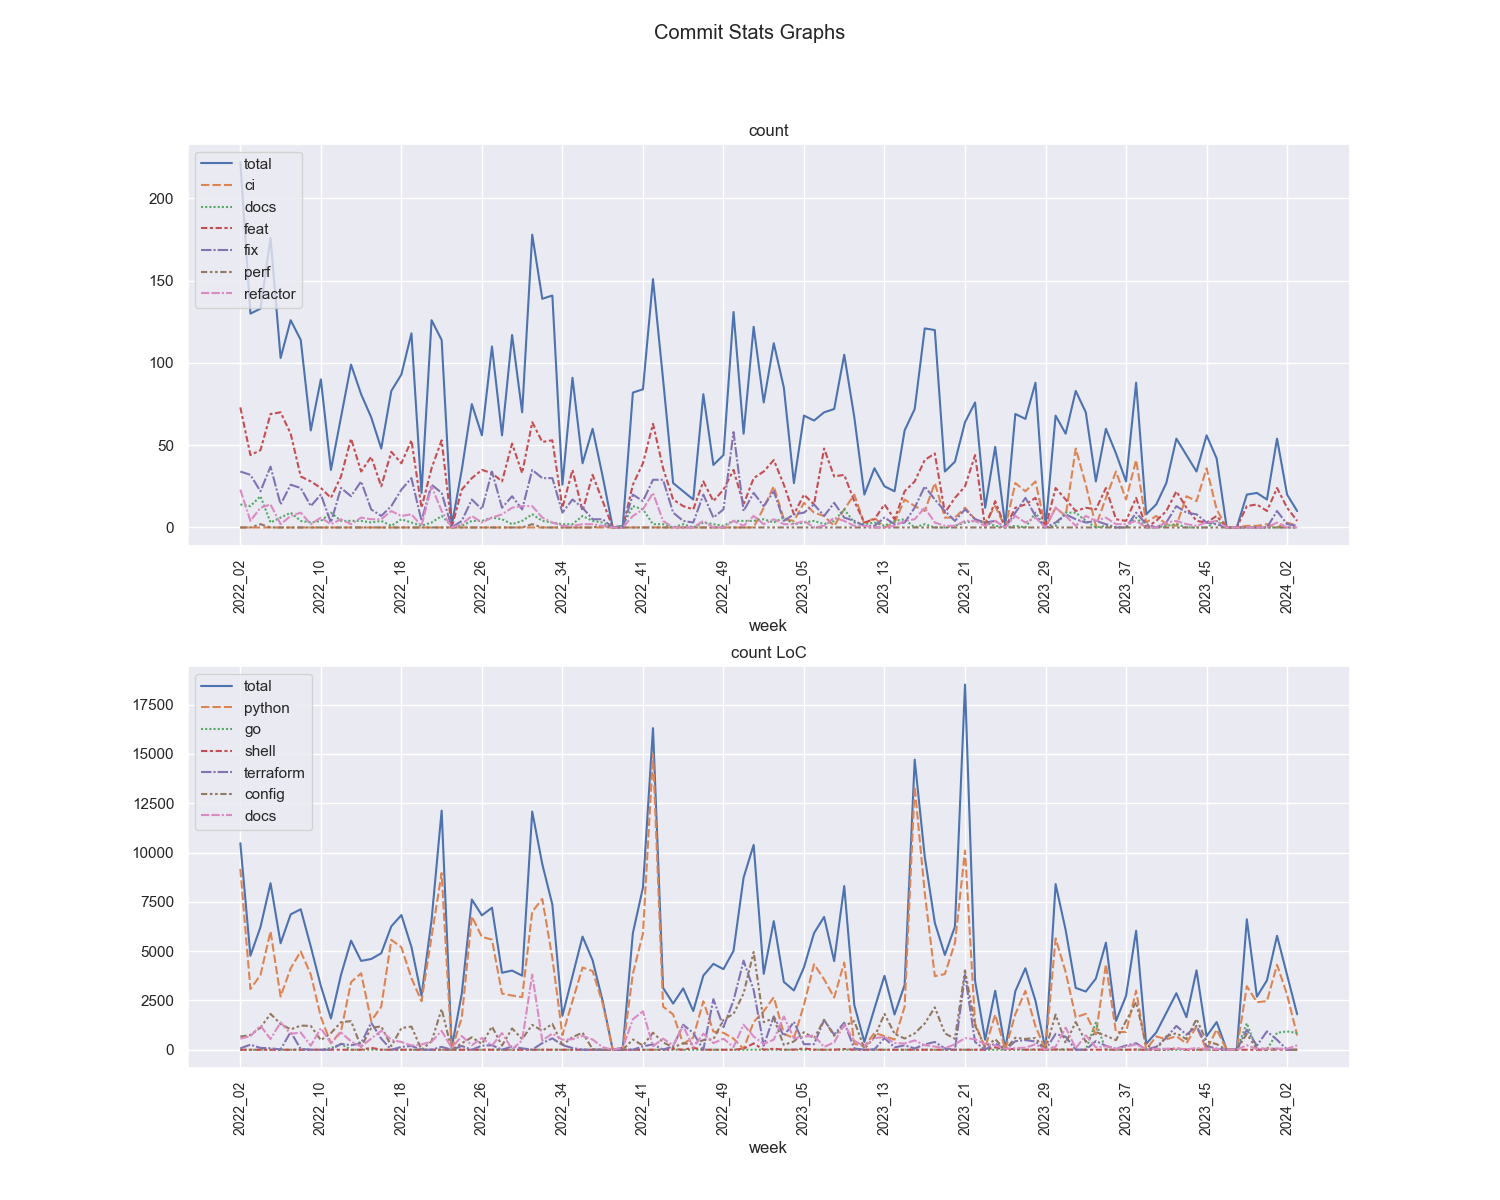 Commit Stats Graphs
count
total
ci
docs
feat
fix
perf
refactor
200
150
100
50
0
2022_02
2022_10
2022_18
2022_26
2022_34
2022_41
2022_49
2023_05
2023_13
2023_21
2023_29
2023_37
2023_45
2024_02
week
count LoC
total
python
go
shell
terraform
config
docs
17500
15000
12500
10000
7500
5000
2500
0
2022_02
2022_10
2022_18
2022_26
2022_34
2022_41
2022_49
2023_05
2023_13
2023_21
2023_29
2023_37
2023_45
2024_02
week